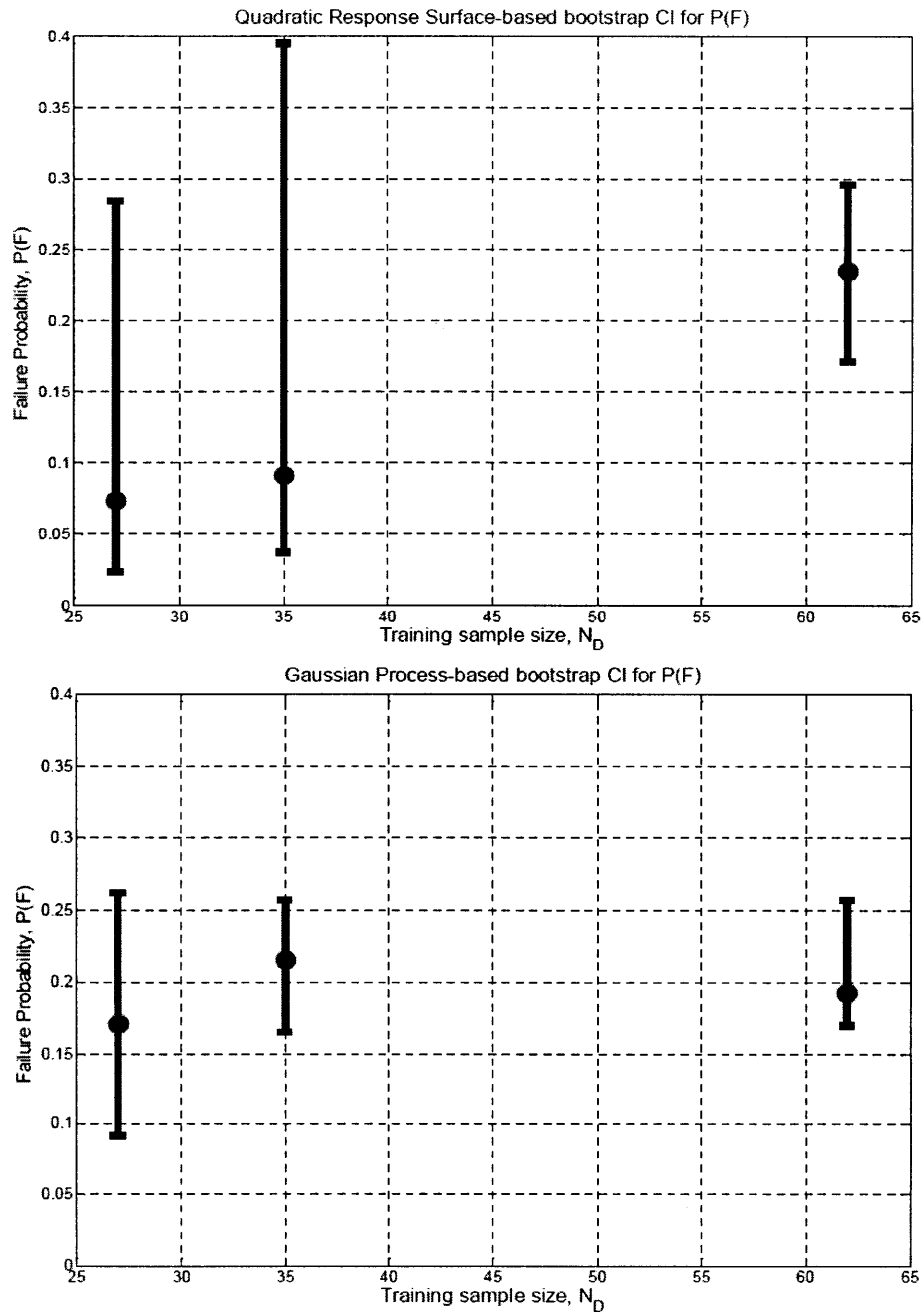 Quadratic Response Surface-based bootstrap CI for P(F)
0.4
0.35
0.3
0.25
0.2
0.15
0.1
0.05
0
Failure Probability, P(F)
25 30 35 40 45 50 55 60 65
Training sample size, N_D
Gaussian Process-based bootstrap CI for P(F)
0.4
0.35
0.3
0.25
0.2
0.15
0.1
0.05
0
Failure Probability, P(F)
25 30 35 40 45 50 55 60 65
Training sample size, N_D